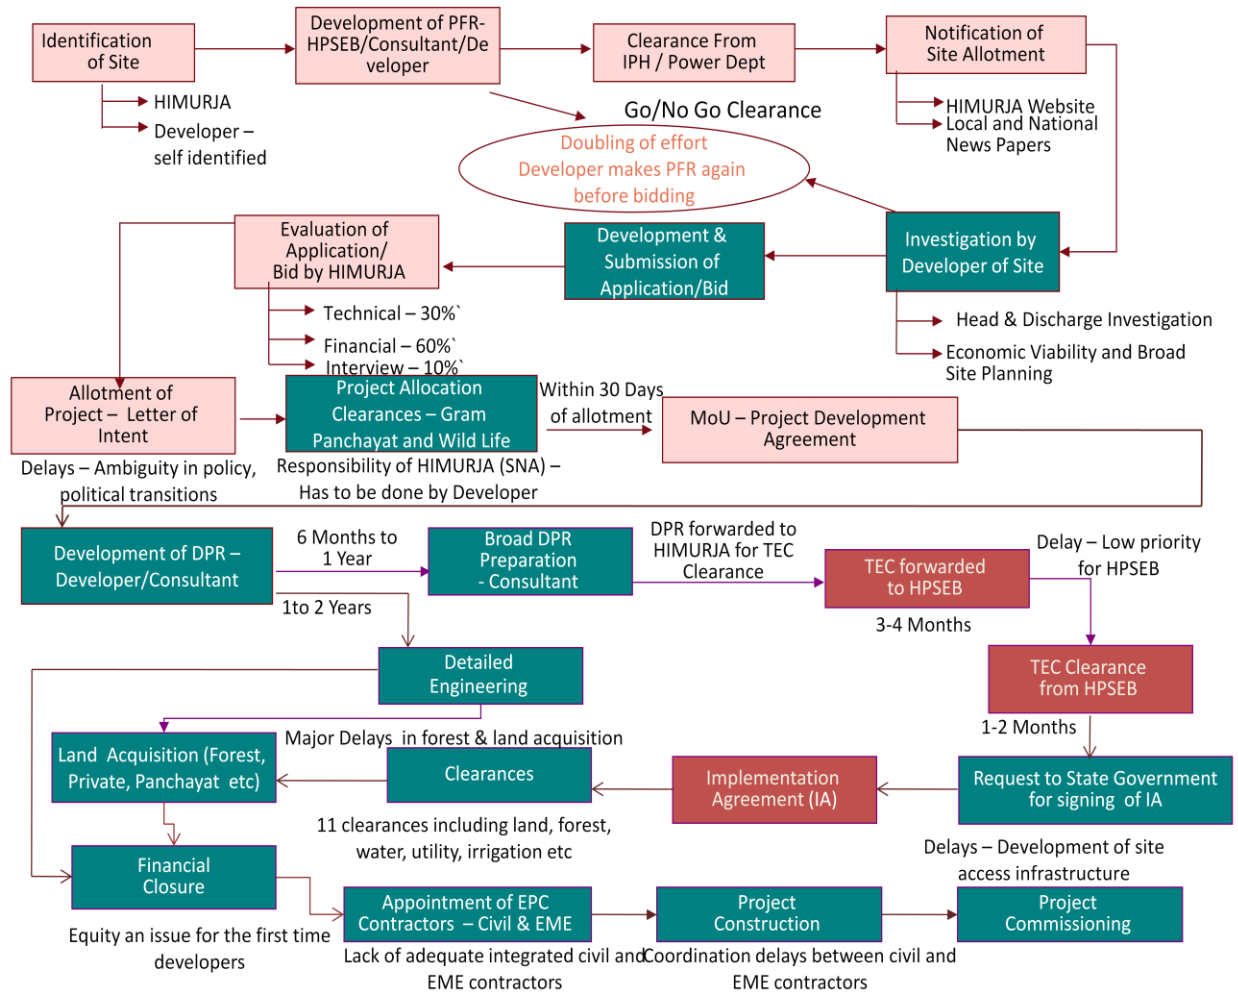 Identification
of Site
Development of PFR-
HPSEB/Consultant/De
veloper
Clearance From
IPH / Power Dept
Notification of
Site Allotment
HIMURJA
Developer –
self identified
Go/No Go Clearance
HIMURJA Website
Local and National
News Papers
Doubling of effort
Developer makes PFR again
before bidding
Evaluation of
Application/
Bid by HIMURJA
Development &
Submission of
Application/Bid
Investigation by
Developer of Site
Technical – 30%`
Financial – 60%`
Interview – 10%`
Head & Discharge Investigation
Economic Viability and Broad
Site Planning
Allotment of
Project – Letter of
Intent
Project Allocation
Clearances – Gram
Panchayat and Wild Life
Within 30 Days
of allotment
MoU – Project Development
Agreement
Delays – Ambiguity in policy,
political transitions
Responsibility of HIMURJA (SNA) –
Has to be done by Developer
Development of DPR –
Developer/Consultant
6 Months to
1 Year
Broad DPR
Preparation
- Consultant
DPR forwarded to
HIMURJA for TEC
Clearance
TEC forwarded
to HPSEB
Delay – Low priority
for HPSEB
1to 2 Years
3-4 Months
Detailed
Engineering
TEC Clearance
from HPSEB
1-2 Months
Major Delays in forest & land acquisition
Land Acquisition (Forest,
Private, Panchayat etc)
Clearances
Implementation
Agreement (IA)
Request to State Government
for signing of IA
11 clearances including land, forest,
water, utility, irrigation etc
Delays – Development of site
access infrastructure
Financial
Closure
Appointment of EPC
Contractors – Civil & EME
Project
Construction
Project
Commissioning
Equity an issue for the first time
developers
Lack of adequate integrated civil and
EME contractors
Coordination delays between civil and
EME contractors